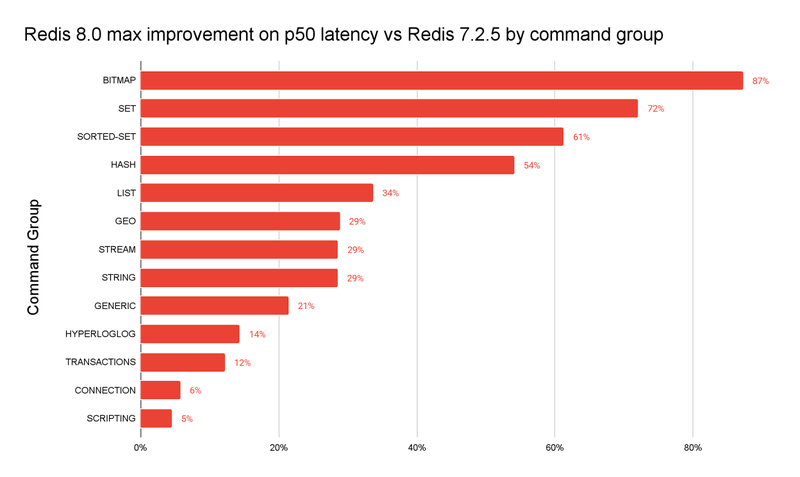 Redis 8.0 max improvement on p50 latency vs Redis 7.2.5 by command group
Command Group
BITMAP 87%
SET 72%
SORTED-SET 61%
HASH 54%
LIST 34%
GEO 29%
STREAM 29%
STRING 29%
GENERIC 21%
HYPERLOGLOG 14%
TRANSACTIONS 12%
CONNECTION 6%
SCRIPTING 5%
0% 20% 40% 60% 80%